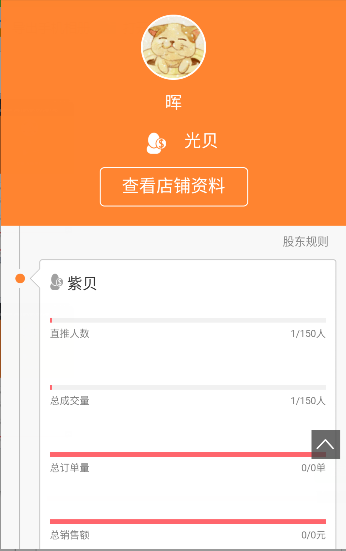 晖
光贝
查看店铺资料
股东规则
紫贝
直推人数 1/150人
总成交量 1/150人
总订单量 0/0单
总销售额 0/0元